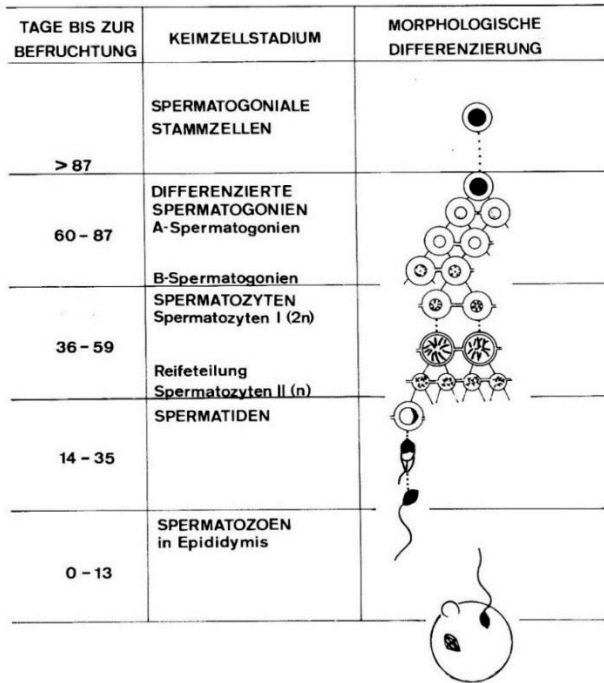 TAGE BIS ZUR
BEFRUCHTUNG
KEIMZELLSTADIUM
MORPHOLOGISCHE
DIFFERENZIERUNG
SPERMATOGONIALE
STAMMZELLEN
> 87
DIFFERENZIERTE
SPERMATOGONIEN
A-Spermatogonien
60 – 87
B-Spermatogonien
SPERMATOZYTEN
Spermatozyten I (2n)
36 – 59
Reifeteilung
Spermatozyten II (n)
SPERMATIDEN
14 – 35
SPERMATOZOEN
in Epididymis
0 – 13